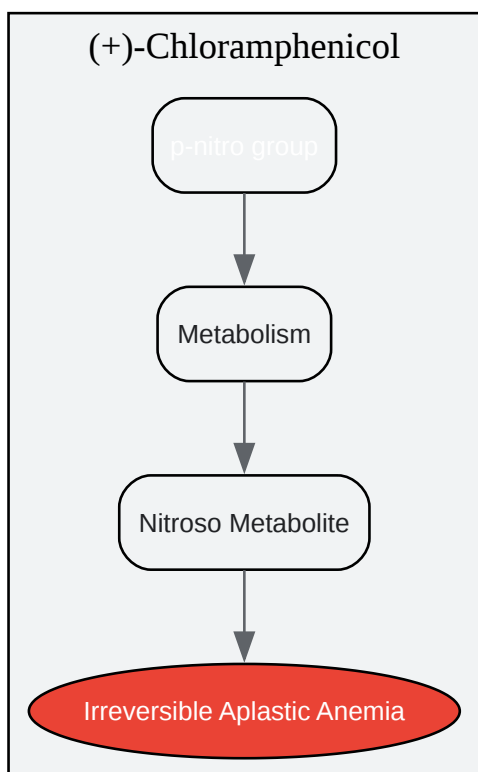 (+)-Chloramphenicol
p-nitro group
Metabolism
Nitroso Metabolite
Irreversible Aplastic Anemia